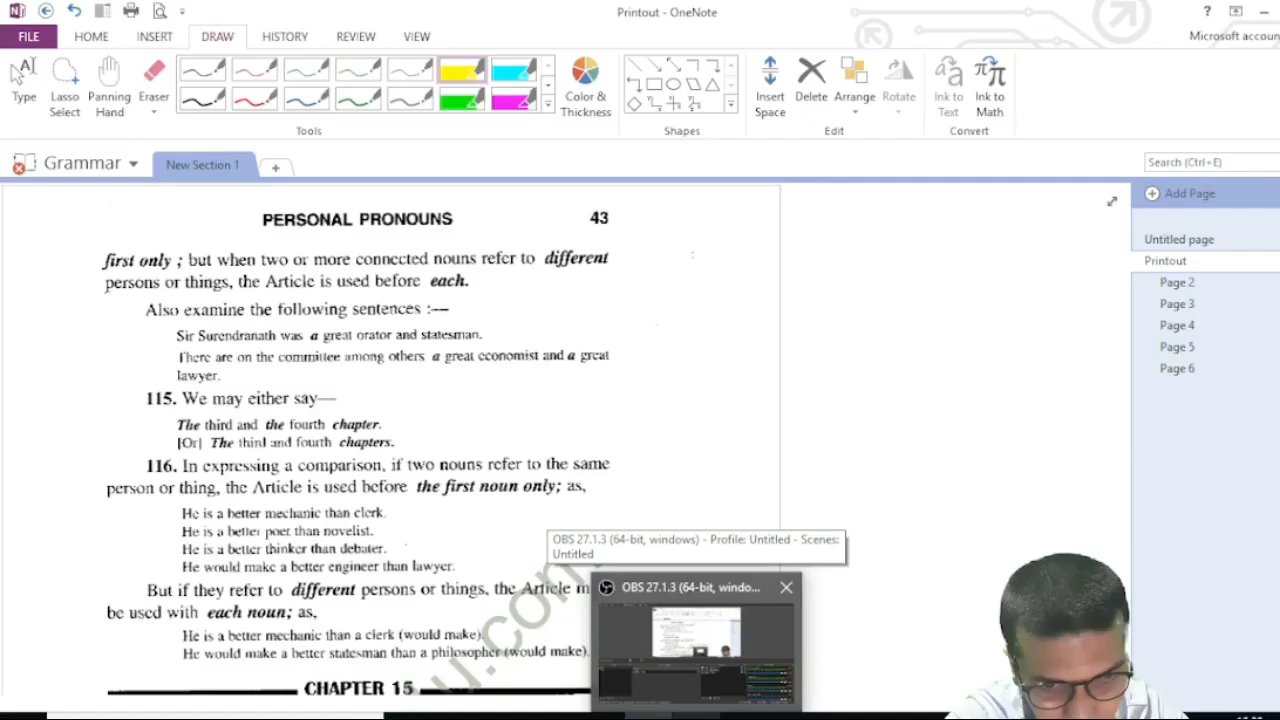 Printout - OneNote
?
FILE HOME INSERT DRAW HISTORY REVIEW VIEW
Microsoft accoun
Type
Lasso Select
Panning Hand
Eraser
Color & Thickness
Insert Space
Delete
Arrange
Rotate
Ink to Text
Ink to Math
Tools
Shapes
Edit
Convert
Grammar
New Section 1
+
Search (Ctrl+E)
Add Page
Untitled page
Printout
Page 2
Page 3
Page 4
Page 5
Page 6
PERSONAL PRONOUNS 43
first only ; but when two or more connected nouns refer to different
persons or things, the Article is used before each.
Also examine the following sentences :—
Sir Surendranath was a great orator and statesman.
There are on the committee among others a great economist and a great
lawyer.
115. We may either say—
The third and the fourth chapter.
[Or] The third and fourth chapters.
116. In expressing a comparison, if two nouns refer to the same
person or thing, the Article is used before the first noun only; as,
He is a better mechanic than clerk.
He is a better poet than novelist.
He is a better thinker than debater.
He would make a better engineer than lawyer.
But if they refer to different persons or things, the Article m
be used with each noun; as,
He is a better mechanic than a clerk (would make).
He would make a better statesman than a philosopher (would make).
CHAPTER 15
OBS 27.1.3 (64-bit, windows) - Profile: Untitled - Scenes:
Untitled
OBS 27.1.3 (64-bit, windo...